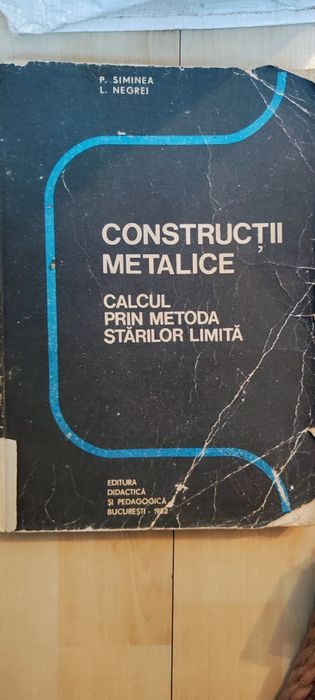 P. SIMINEA
L. NEGREI
CONSTRUCȚII
METALICE
CALCUL
PRIN METODA
STĂRILOR LIMITĂ
EDITURA
DIDACTICĂ
ȘI PEDAGOGICĂ
BUCUREȘTI - 1982